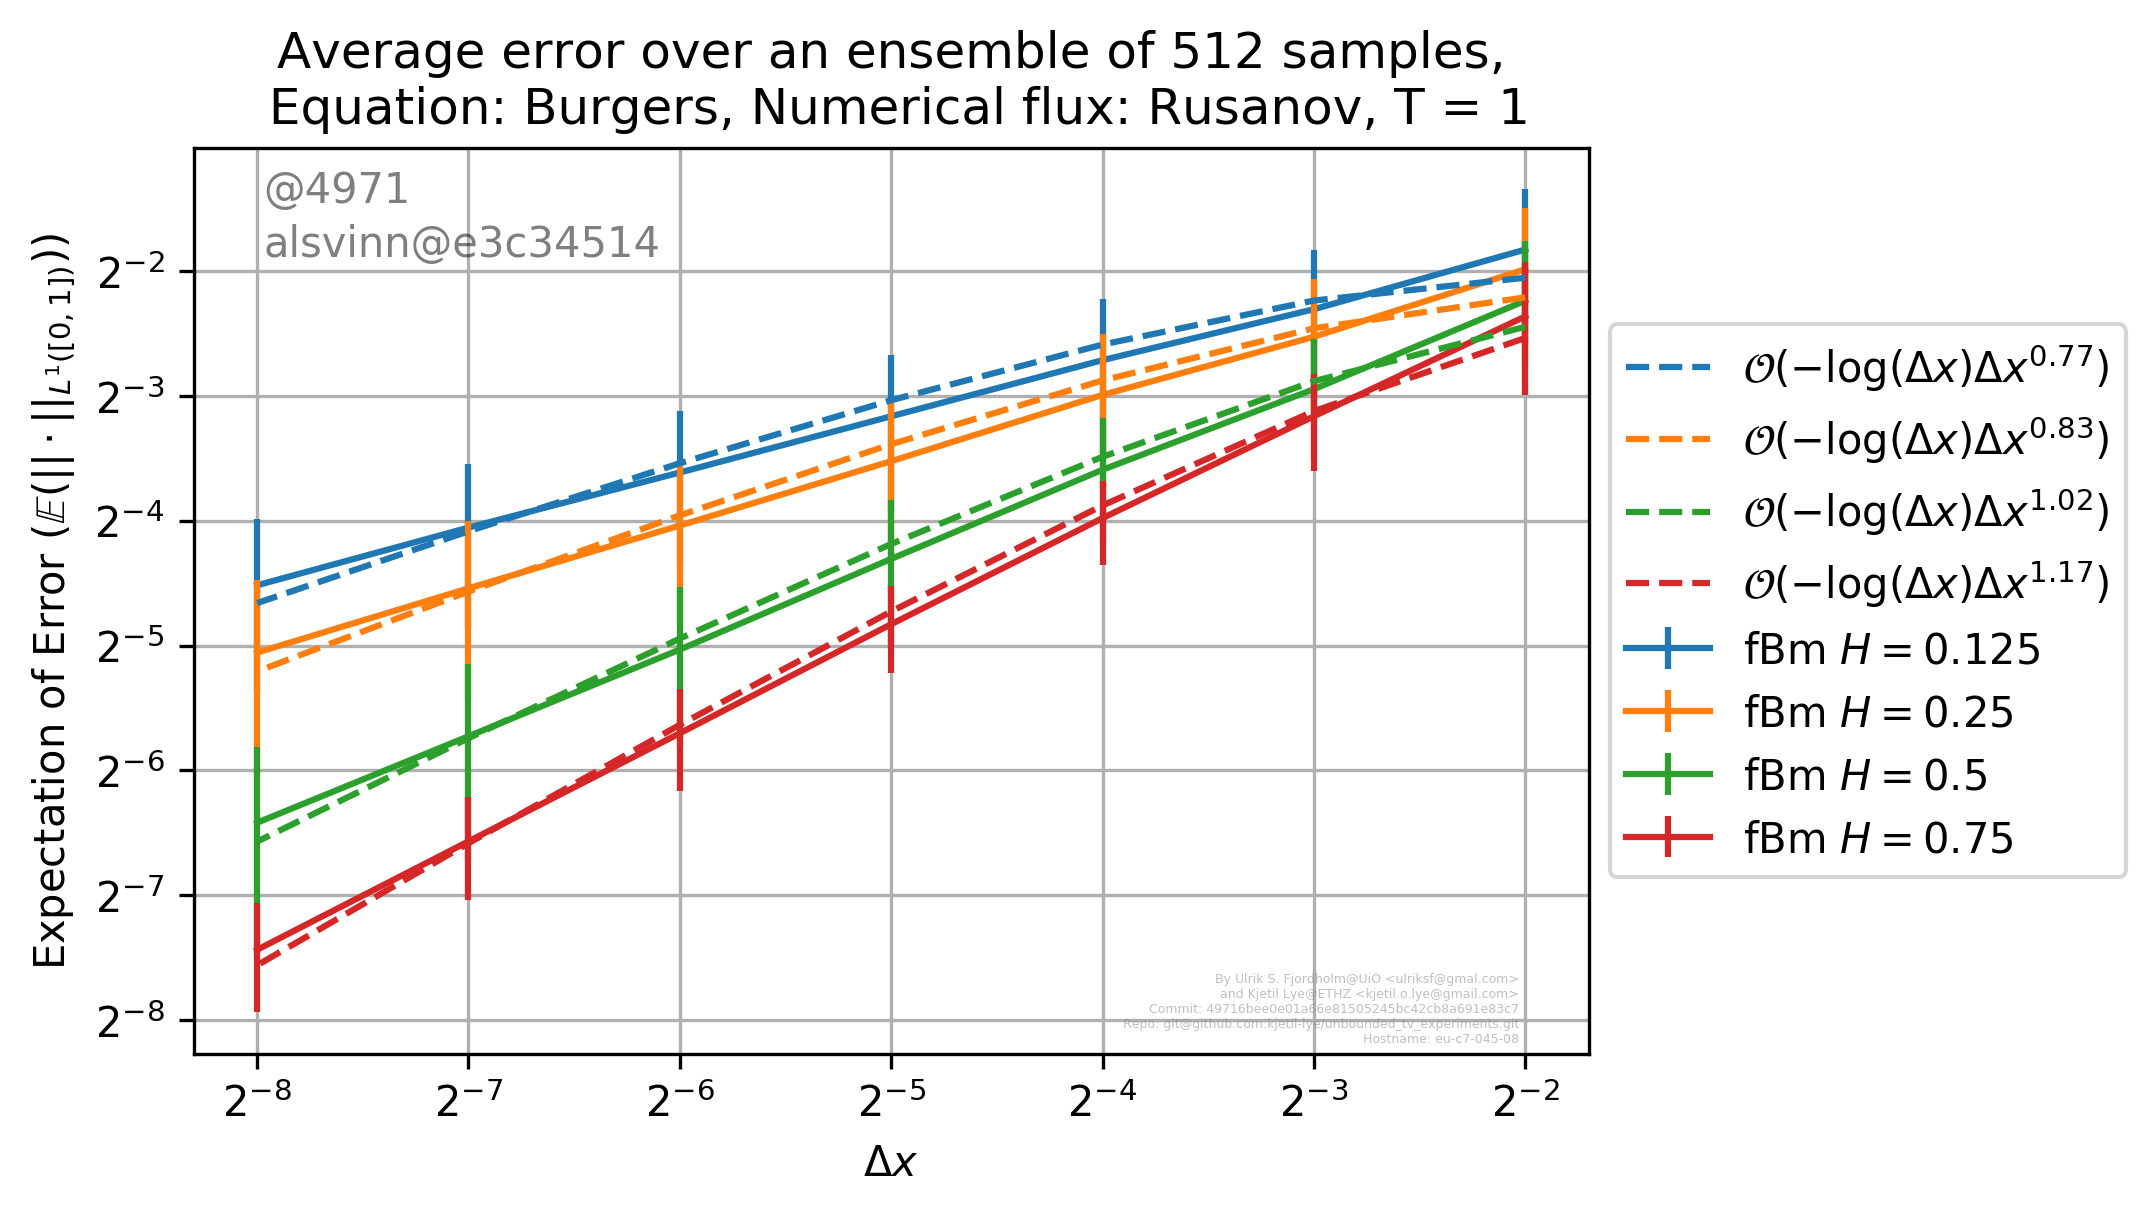 Average error over an ensemble of 512 samples,
Equation: Burgers, Numerical flux: Rusanov, T = 1
@4971
alsvinn@e3c34514
Expectation of Error (𝔼(|| · ||_{L^1([0, 1])}))
2^{−2}
2^{−3}
2^{−4}
2^{−5}
2^{−6}
2^{−7}
2^{−8}
By Ulrik S. Fjordholm@UiO <ulriksf@gmal.com>
and Kjetil Lye@ETHZ <kjetil.o.lye@gmail.com>
Commit: 49716bee0e01a66e81505245bc42cb8a691e83c7
Repo: git@github.com:kjetil-lye/unbounded_tv_experiments.git
Hostname: eu-c7-045-08
2^{−8} 2^{−7} 2^{−6} 2^{−5} 2^{−4} 2^{−3} 2^{−2}
Δx
𝒪(−log(Δx)Δx^{0.77})
𝒪(−log(Δx)Δx^{0.83})
𝒪(−log(Δx)Δx^{1.02})
𝒪(−log(Δx)Δx^{1.17})
fBm H = 0.125
fBm H = 0.25
fBm H = 0.5
fBm H = 0.75